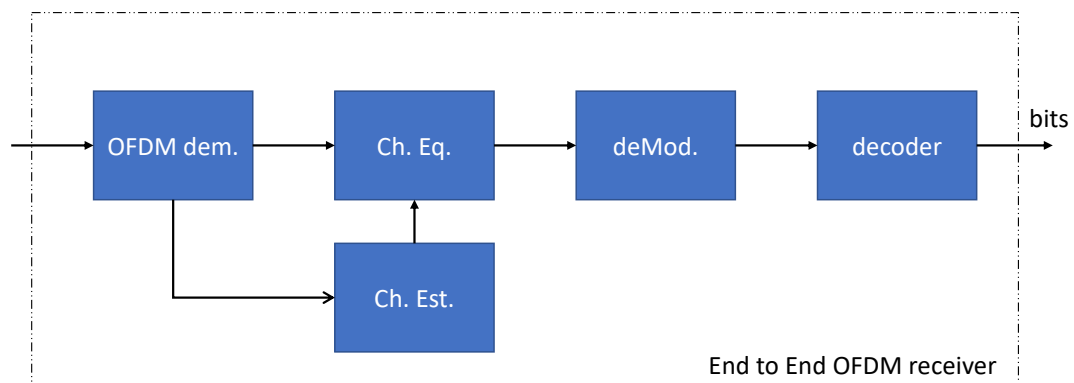 OFDM dem.
Ch. Eq.
deMod.
decoder
bits
Ch. Est.
End to End OFDM receiver